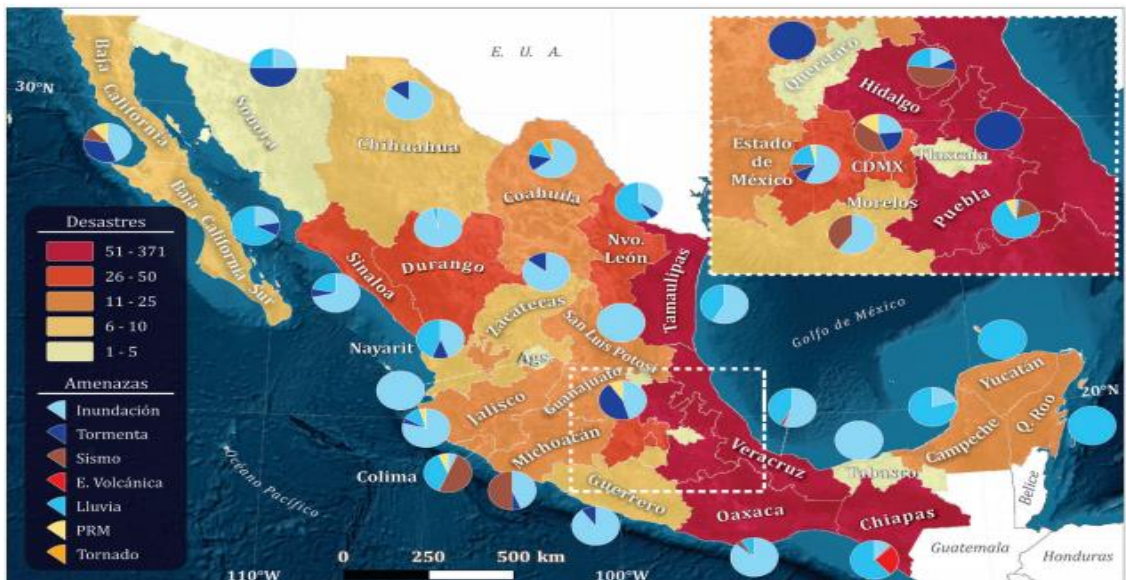 E. U. A.
30°N
Baja California
Sonora
Chihuahua
Coahuila
Baja California Sur
Sinaloa
Durango
Nvo. León
Tamaulipas
Zacatecas
San Luis Potosí
Nayarit
Ags.
Guanajuato
Jalisco
Michoacán
Colima
Guerrero
Veracruz
Oaxaca
Chiapas
Tabasco
Campeche
Yucatán
Q. Roo
20°N
Belice
Guatemala
Honduras
Golfo de México
Océano Pacífico
Querétaro
Hidalgo
Estado de México
CDMX
Tlaxcala
Morelos
Puebla
Desastres
51 - 371
26 - 50
11 - 25
6 - 10
1 - 5
Amenazas
Inundación
Tormenta
Sismo
E. Volcánica
Lluvia
PRM
Tornado
0 250 500 km
110°W
100°W